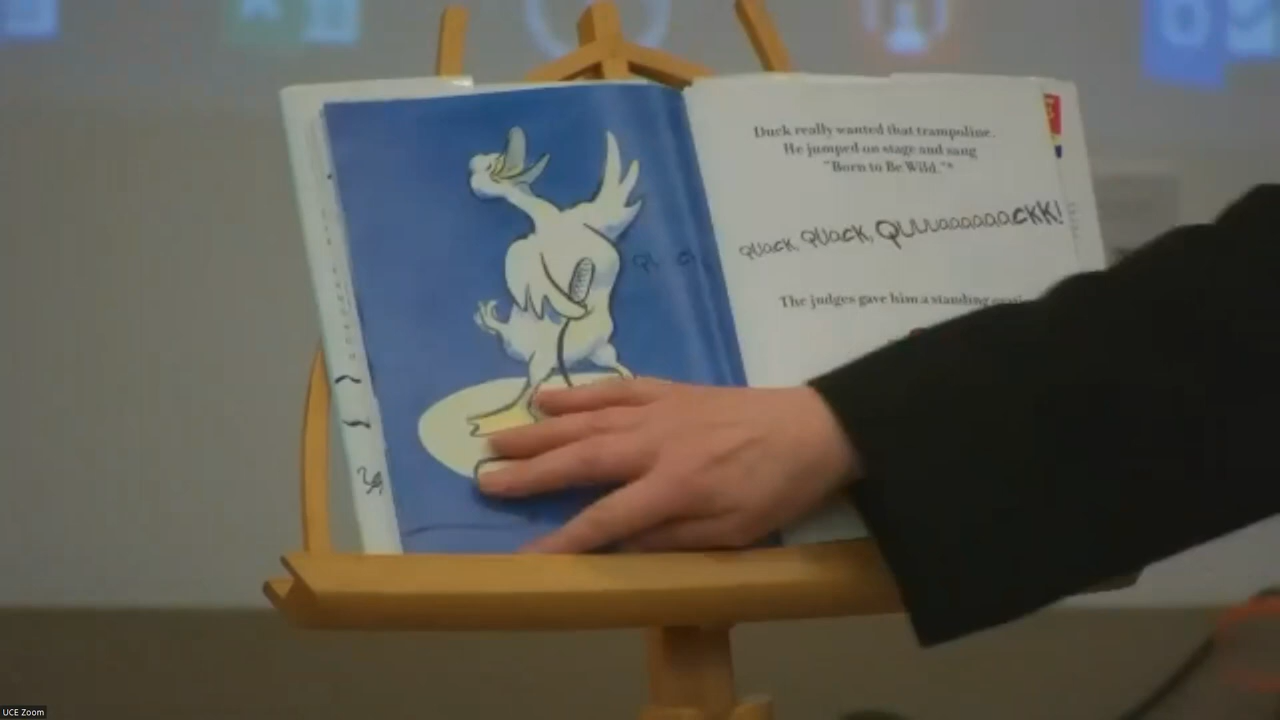 Duck really wanted that trampoline.
He jumped on stage and sang
"Born to Be Wild."*
QUACK, QUACK, QUuuaaaaaaCKK!
The judges gave him a standing
UCE Zoom